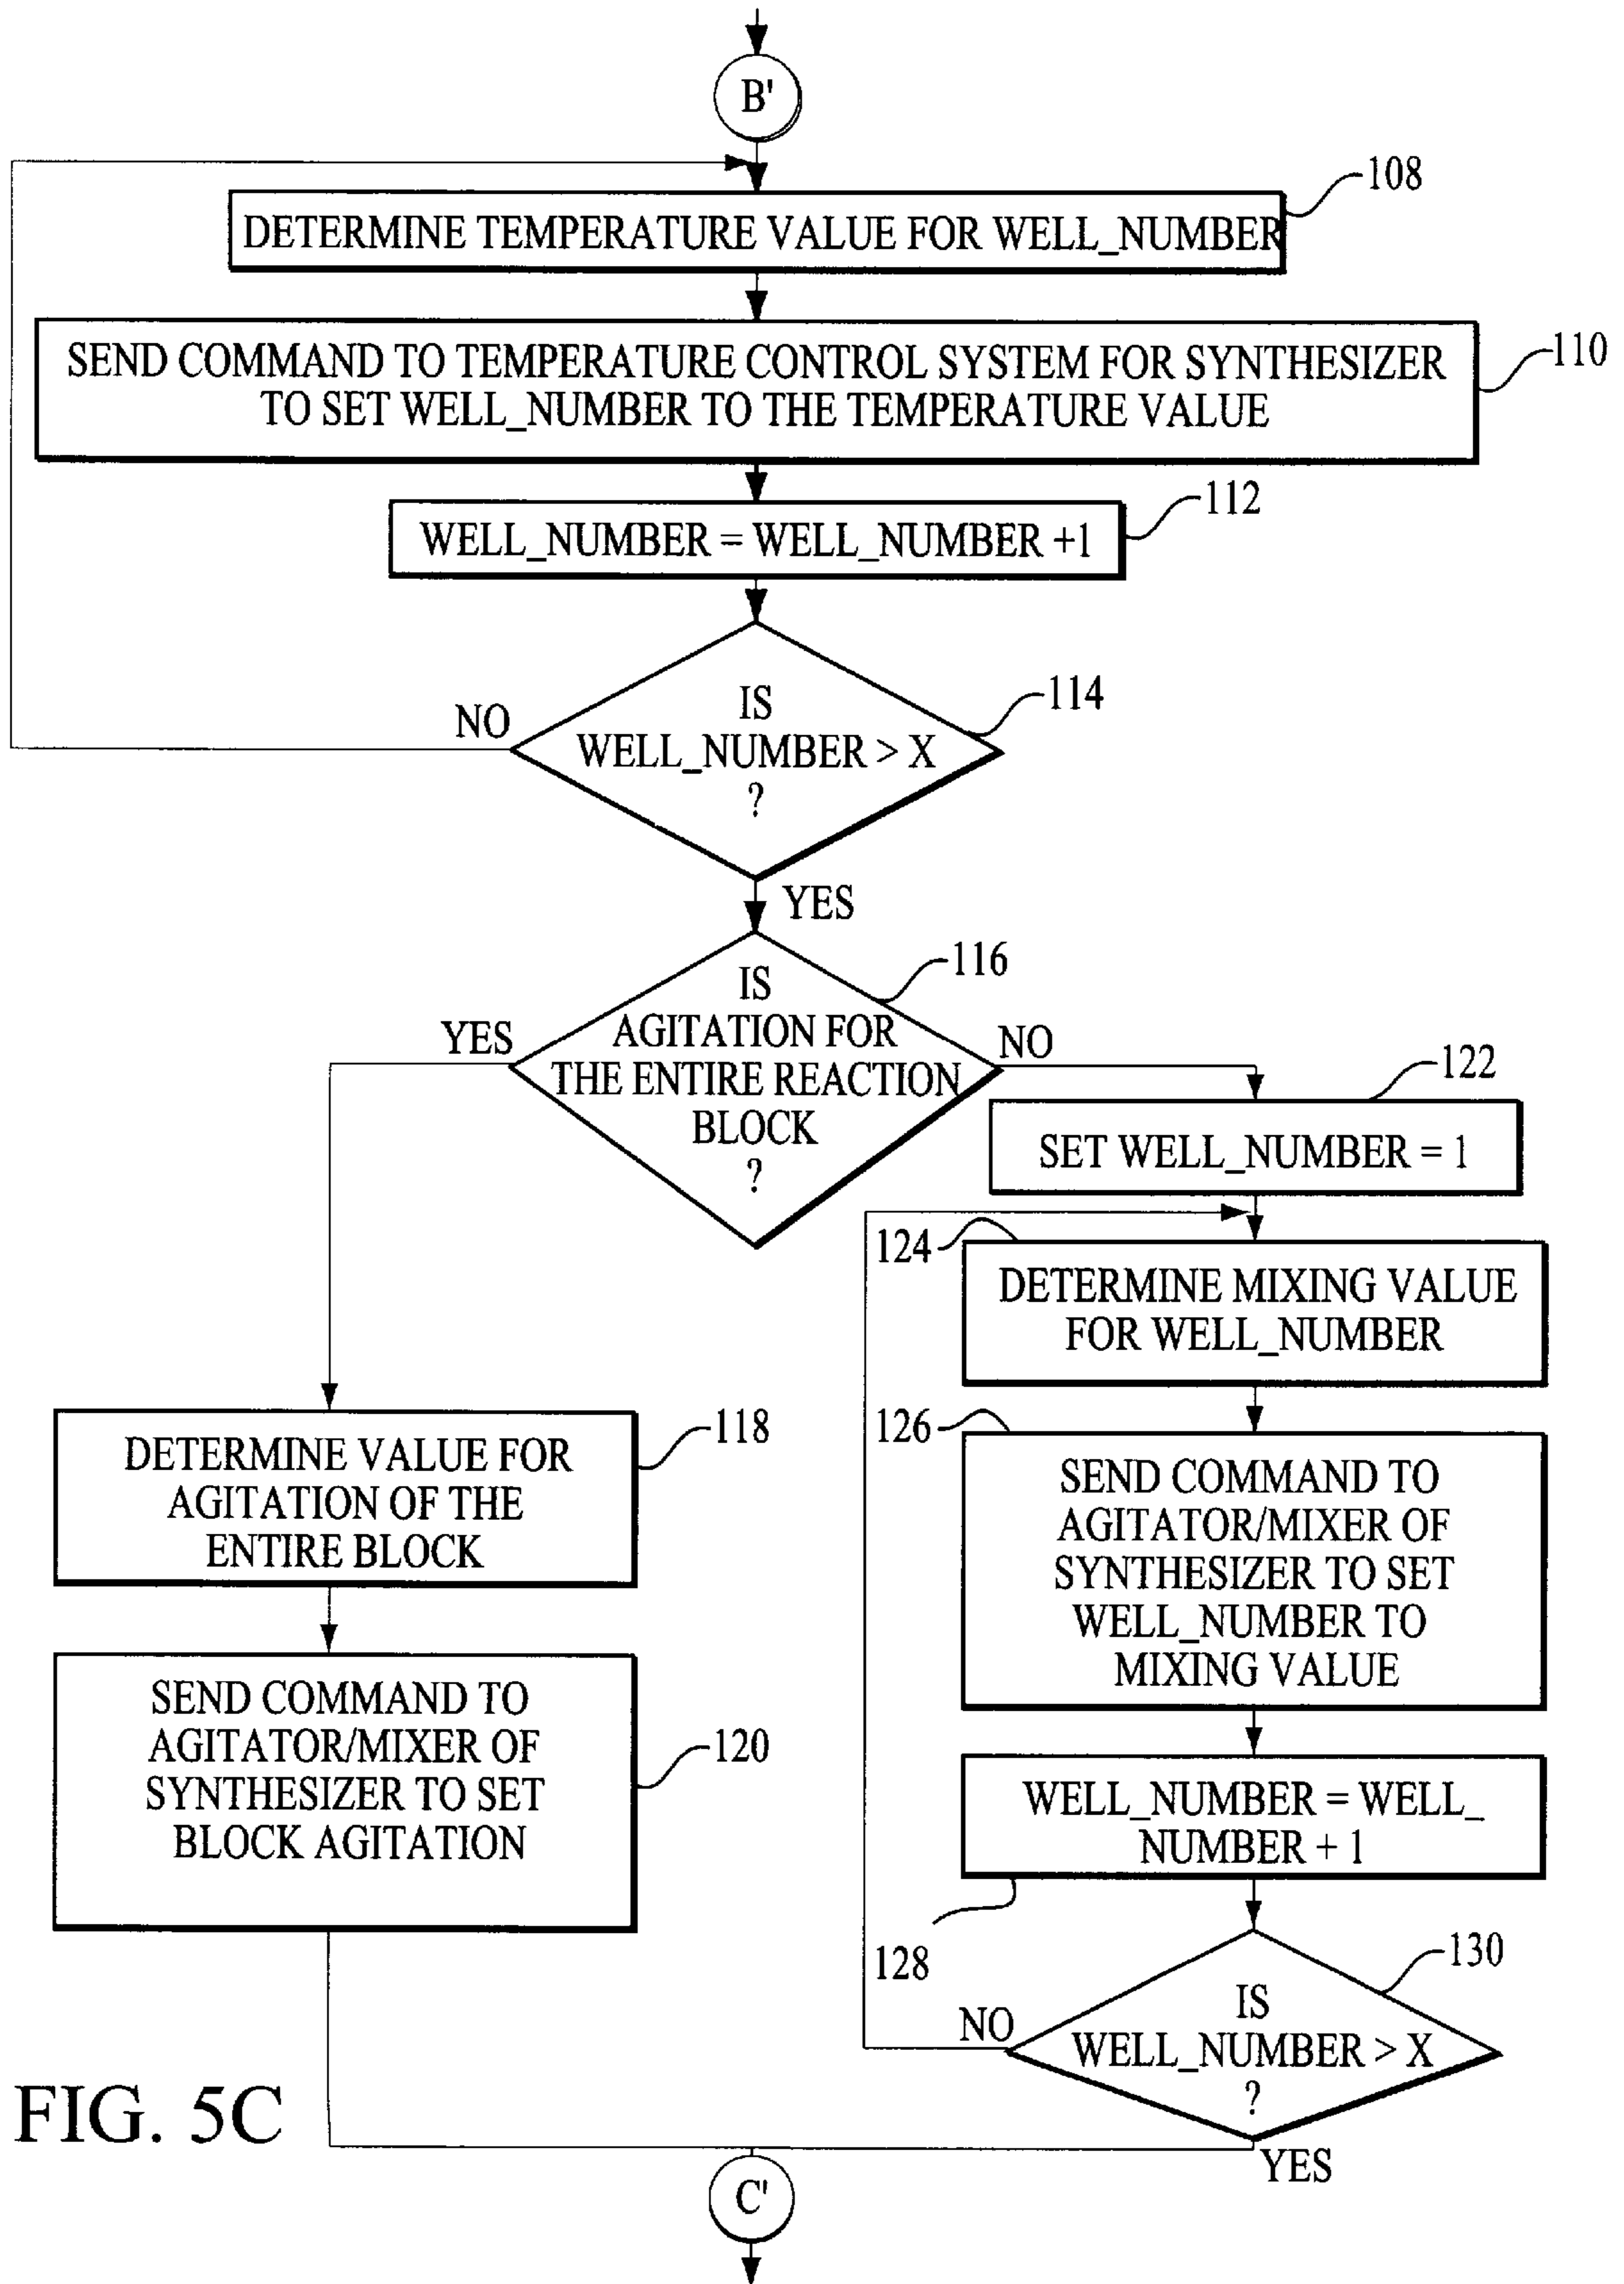 B'
108
DETERMINE TEMPERATURE VALUE FOR WELL_NUMBER
SEND COMMAND TO TEMPERATURE CONTROL SYSTEM FOR SYNTHESIZER
TO SET WELL_NUMBER TO THE TEMPERATURE VALUE
110
112
WELL_NUMBER = WELL_NUMBER +1
IS
WELL_NUMBER > X
?
114
NO
YES
IS
AGITATION FOR
THE ENTIRE REACTION
BLOCK
?
116
YES
NO
122
SET WELL_NUMBER = 1
124
DETERMINE MIXING VALUE
FOR WELL_NUMBER
118
DETERMINE VALUE FOR
AGITATION OF THE
ENTIRE BLOCK
126
SEND COMMAND TO
AGITATOR/MIXER OF
SYNTHESIZER TO SET
WELL_NUMBER TO
MIXING VALUE
SEND COMMAND TO
AGITATOR/MIXER OF
SYNTHESIZER TO SET
BLOCK AGITATION
120
WELL_NUMBER = WELL_
NUMBER + 1
128
130
IS
WELL_NUMBER > X
?
NO
YES
FIG. 5C
C'